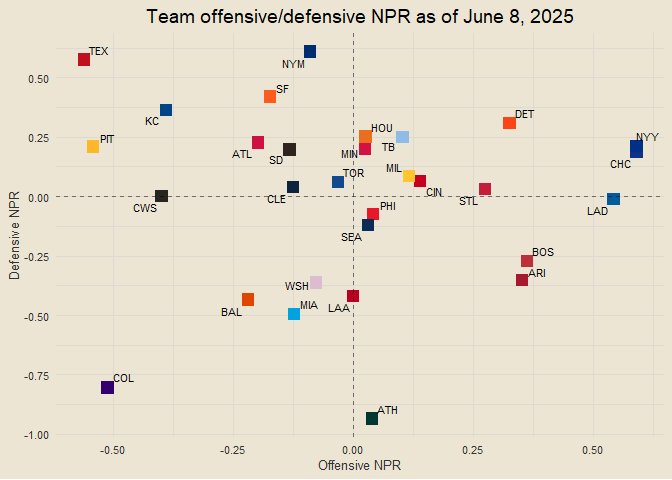 Team offensive/defensive NPR as of June 8, 2025
TEX
NYM
SF
KC
DET
HOU
PIT
ATL
SD
MIN
TB
NYY
CHC
TOR
MIL
CLE
CIN
STL
CWS
LAD
PHI
SEA
BOS
ARI
WSH
BAL
MIA
LAA
COL
ATH
Defensive NPR
0.50
0.25
0.00
-0.25
-0.50
-0.75
-1.00
-0.50
-0.25
0.00
0.25
0.50
Offensive NPR